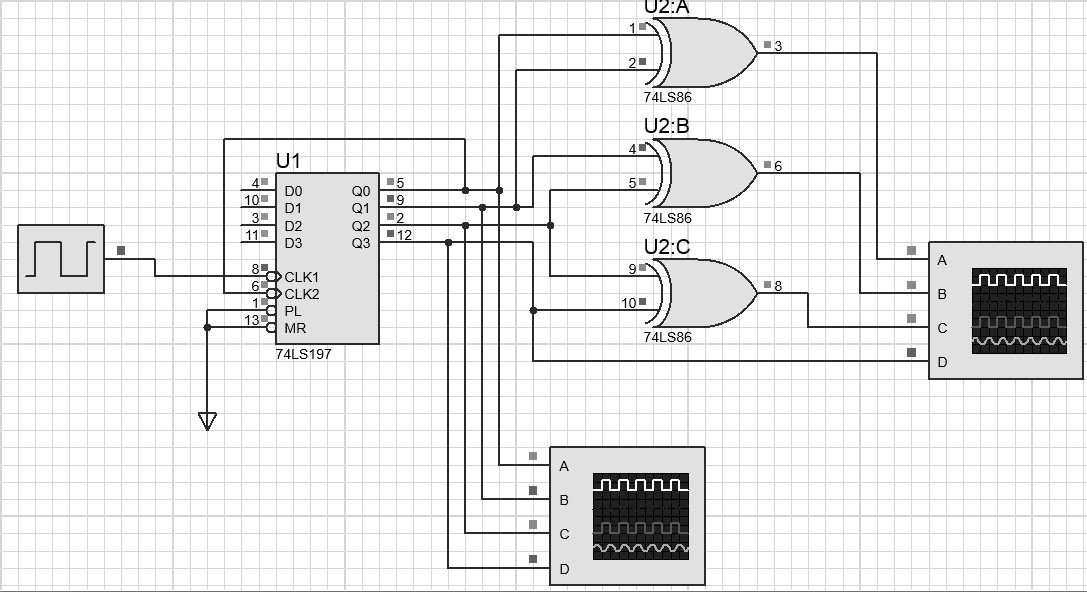 U2:A
1
2
3
74LS86
U2:B
4
5
6
74LS86
U2:C
9
10
8
74LS86
U1
4 D0 Q0 5
10 D1 Q1 9
3 D2 Q2 2
11 D3 Q3 12
8 CLK1
6 CLK2
1 PL
13 MR
74LS197
A
B
C
D
A
B
C
D